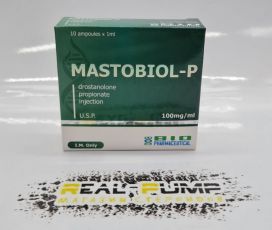 10 ampoules x 1ml
MASTOBIOL-P
drostanolone
propionate
injection
U.S.P.
100mg/ml
I.M. Only
BIO
PHARMACEUTICAL
REAL-PUMP